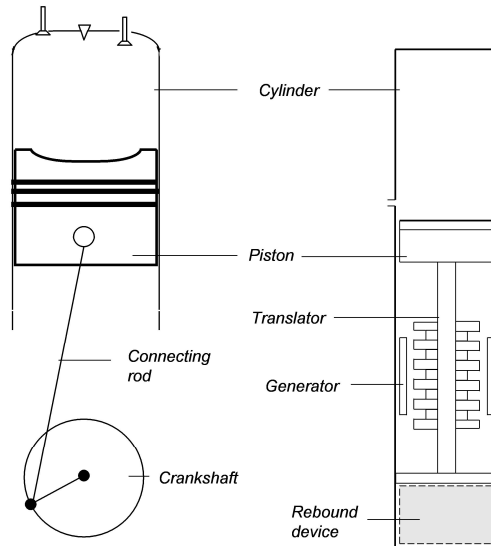 Cylinder
Piston
Translator
Connecting
rod
Generator
Crankshaft
Rebound
device